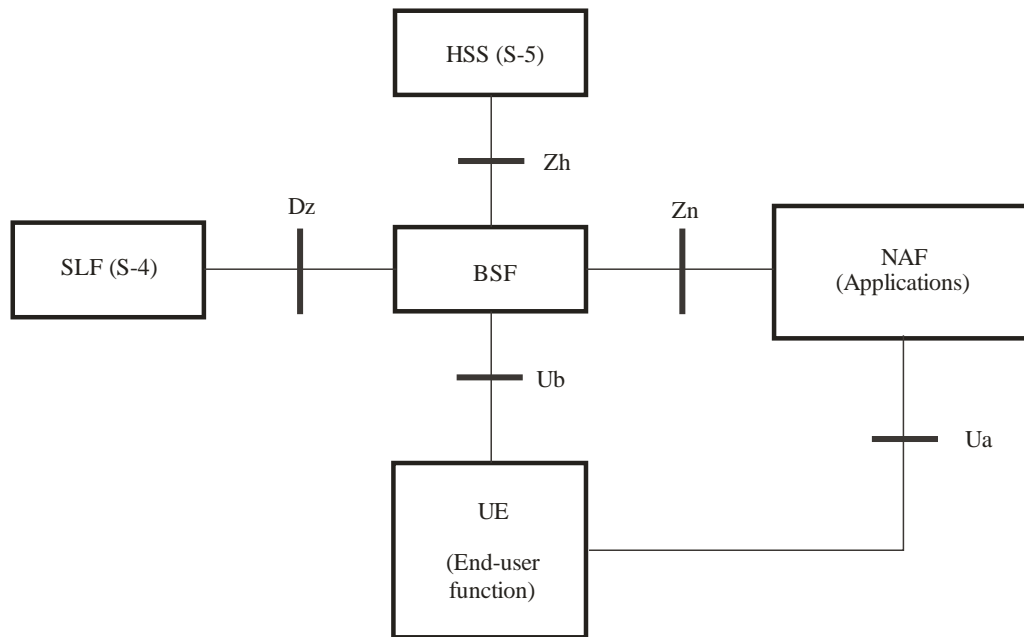 HSS (S-5)
Zh
Dz
Zn
SLF (S-4)
BSF
NAF
(Applications)
Ub
Ua
UE
(End-user
function)